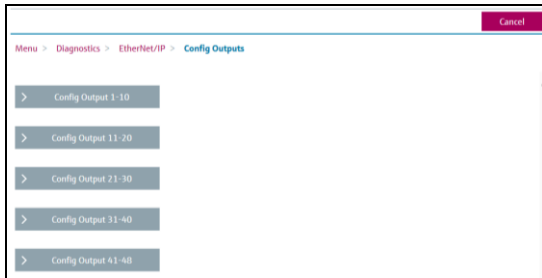 Cancel
Menu > Diagnostics > EtherNet/IP > Config Outputs
> Config Output 1-10
> Config Output 11-20
> Config Output 21-30
> Config Output 31-40
> Config Output 41-48